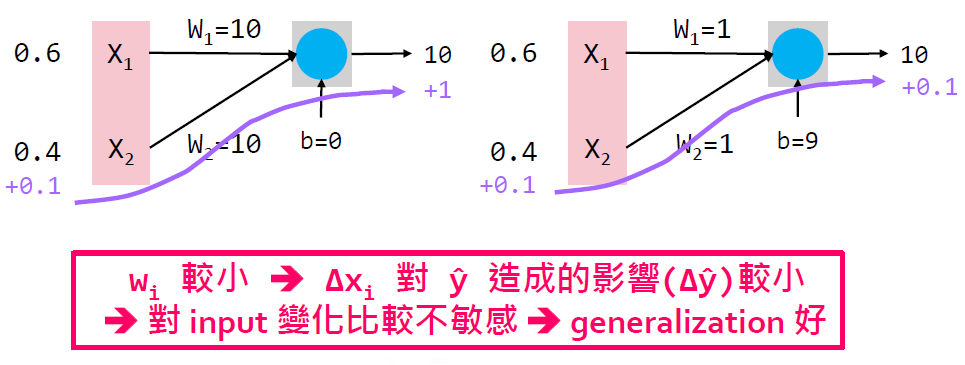 0.6 X1 W1=10 10
+1
0.4 X2 W2=10 b=0
+0.1
0.6 X1 W1=1 10
+0.1
0.4 X2 W2=1 b=9
+0.1
wi 較小 ➔ Δxi 對 ŷ 造成的影響(Δŷ)較小
➔ 對 input 變化比較不敏感 ➔ generalization 好